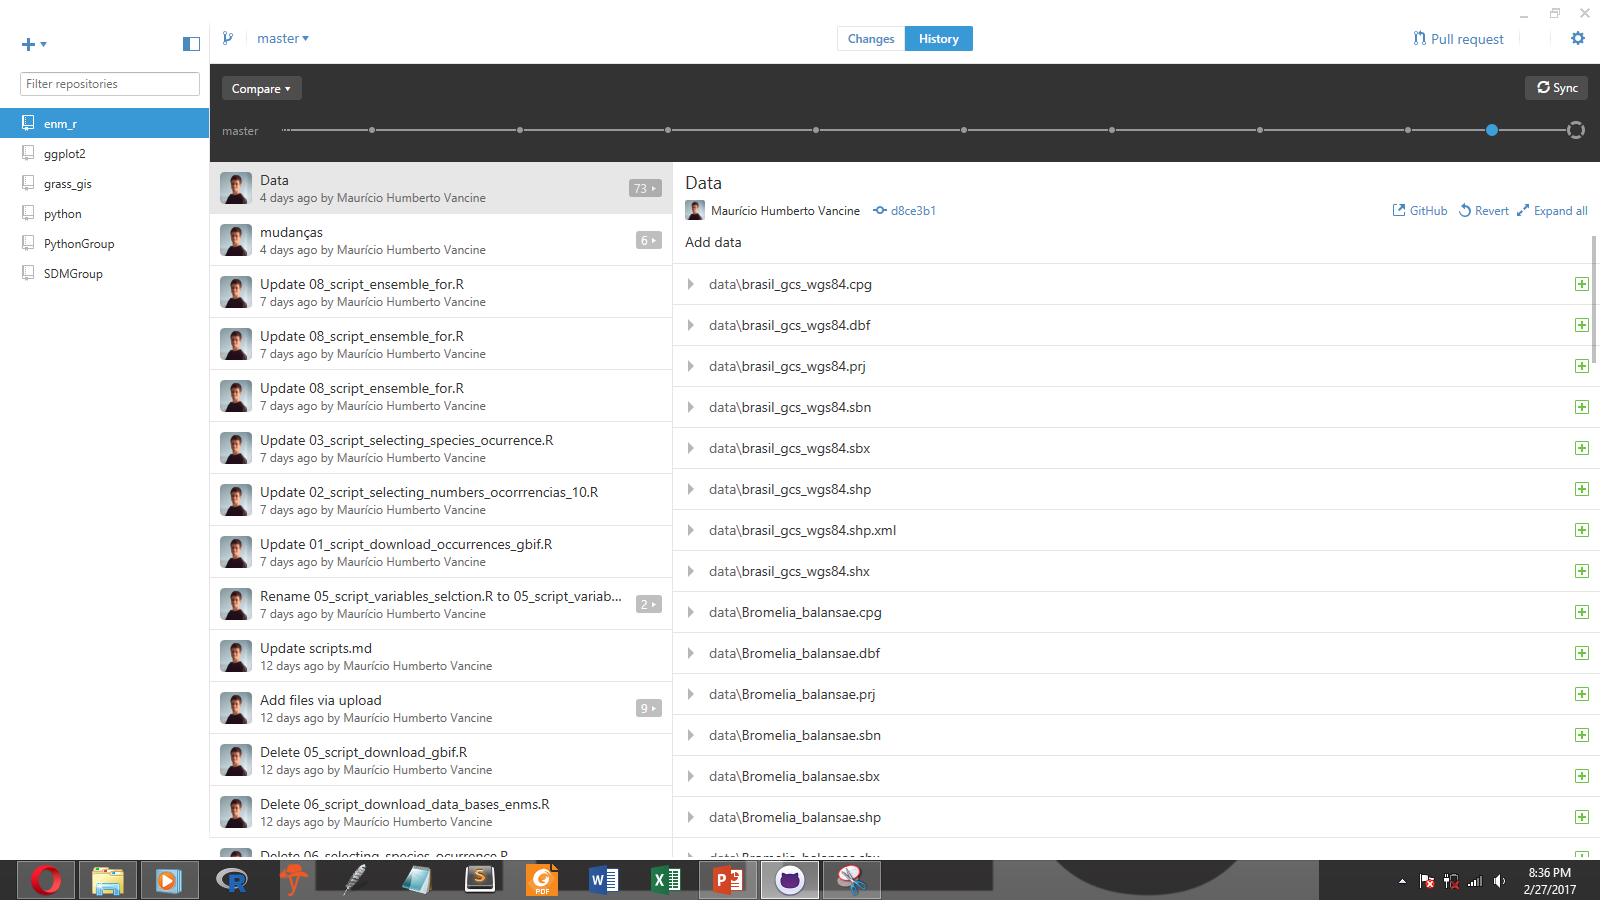 master
Changes
History
Pull request
Filter repositories
Compare
Sync
enm_r
ggplot2
grass_gis
python
PythonGroup
SDMGroup
master
Data
4 days ago by Maurício Humberto Vancine
73
mudanças
4 days ago by Maurício Humberto Vancine
6
Update 08_script_ensemble_for.R
7 days ago by Maurício Humberto Vancine
Update 08_script_ensemble_for.R
7 days ago by Maurício Humberto Vancine
Update 08_script_ensemble_for.R
7 days ago by Maurício Humberto Vancine
Update 03_script_selecting_species_ocurrence.R
7 days ago by Maurício Humberto Vancine
Update 02_script_selecting_numbers_ocorrrencias_10.R
7 days ago by Maurício Humberto Vancine
Update 01_script_download_occurrences_gbif.R
7 days ago by Maurício Humberto Vancine
Rename 05_script_variables_selction.R to 05_script_variab...
7 days ago by Maurício Humberto Vancine
2
Update scripts.md
12 days ago by Maurício Humberto Vancine
Add files via upload
12 days ago by Maurício Humberto Vancine
9
Delete 05_script_download_gbif.R
12 days ago by Maurício Humberto Vancine
Delete 06_script_download_data_bases_enms.R
12 days ago by Maurício Humberto Vancine
Delete 06_selecting_species_ocurrence.R
Data
Maurício Humberto Vancine
d8ce3b1
GitHub
Revert
Expand all
Add data
data\brasil_gcs_wgs84.cpg
data\brasil_gcs_wgs84.dbf
data\brasil_gcs_wgs84.prj
data\brasil_gcs_wgs84.sbn
data\brasil_gcs_wgs84.sbx
data\brasil_gcs_wgs84.shp
data\brasil_gcs_wgs84.shp.xml
data\brasil_gcs_wgs84.shx
data\Bromelia_balansae.cpg
data\Bromelia_balansae.dbf
data\Bromelia_balansae.prj
data\Bromelia_balansae.sbn
data\Bromelia_balansae.sbx
data\Bromelia_balansae.shp
PDF
8:36 PM
2/27/2017